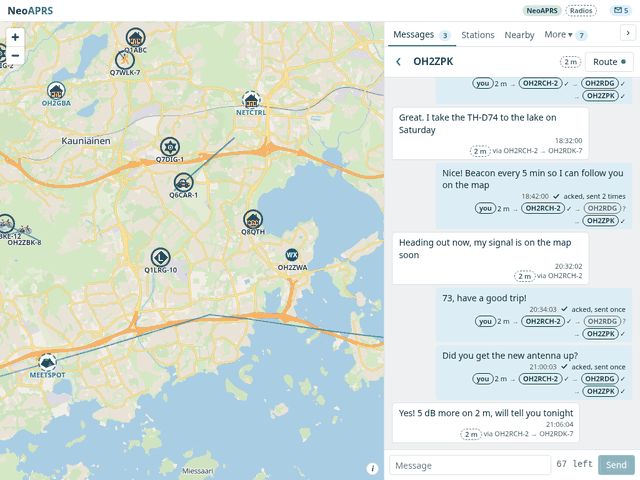 NeoAPRS
NeoAPRS
Radios
5
Messages 3
Stations
Nearby
More ▾ 7
›
+
−
Q1ABC
Q7WLK-7
OH2GBA
NETCTRL
Kauniainen
Q7DIG-1
Q6CAR-1
Q8QTH
OH2ZBK-8
Q1LRG-10
WX
OH2ZWA
MEETSPOT
Miessaari
i
‹
OH2ZPK
2 m
Route
you 2 m → OH2RCH-2 ✓ → OH2RDG ✓
→ OH2ZPK ✓
Great. I take the TH-D74 to the lake on
Saturday
18:32:00
2 m via OH2RCH-2 → OH2RDK-7
Nice! Beacon every 5 min so I can follow you
on the map
18:42:00 ✓ acked, sent 2 times
you 2 m → OH2RCH-2 ✓ → OH2RDG ?
→ OH2ZPK ✓
Heading out now, my signal is on the map
soon
20:32:02
2 m via OH2RCH-2
73, have a good trip!
20:34:03 ✓ acked, sent once
you 2 m → OH2RCH-2 ✓ → OH2RDG ?
→ OH2ZPK ✓
Did you get the new antenna up?
21:00:03 ✓ acked, sent once
you 2 m → OH2RCH-2 ✓ → OH2RDG ✓
→ OH2ZPK ✓
Yes! 5 dB more on 2 m, will tell you tonight
21:06:04
2 m via OH2RCH-2 → OH2RDK-7
Message
67 left
Send